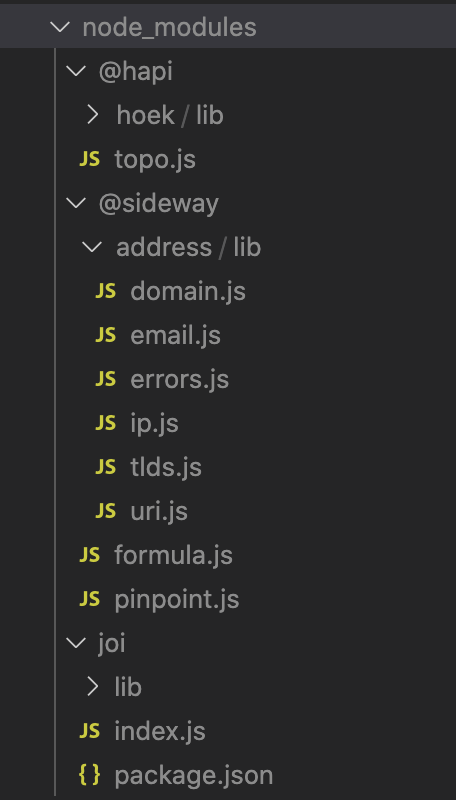 node_modules
@hapi
hoek / lib
JS topo.js
@sideway
address / lib
JS domain.js
JS email.js
JS errors.js
JS ip.js
JS tlds.js
JS uri.js
JS formula.js
JS pinpoint.js
joi
lib
JS index.js
{ } package.json